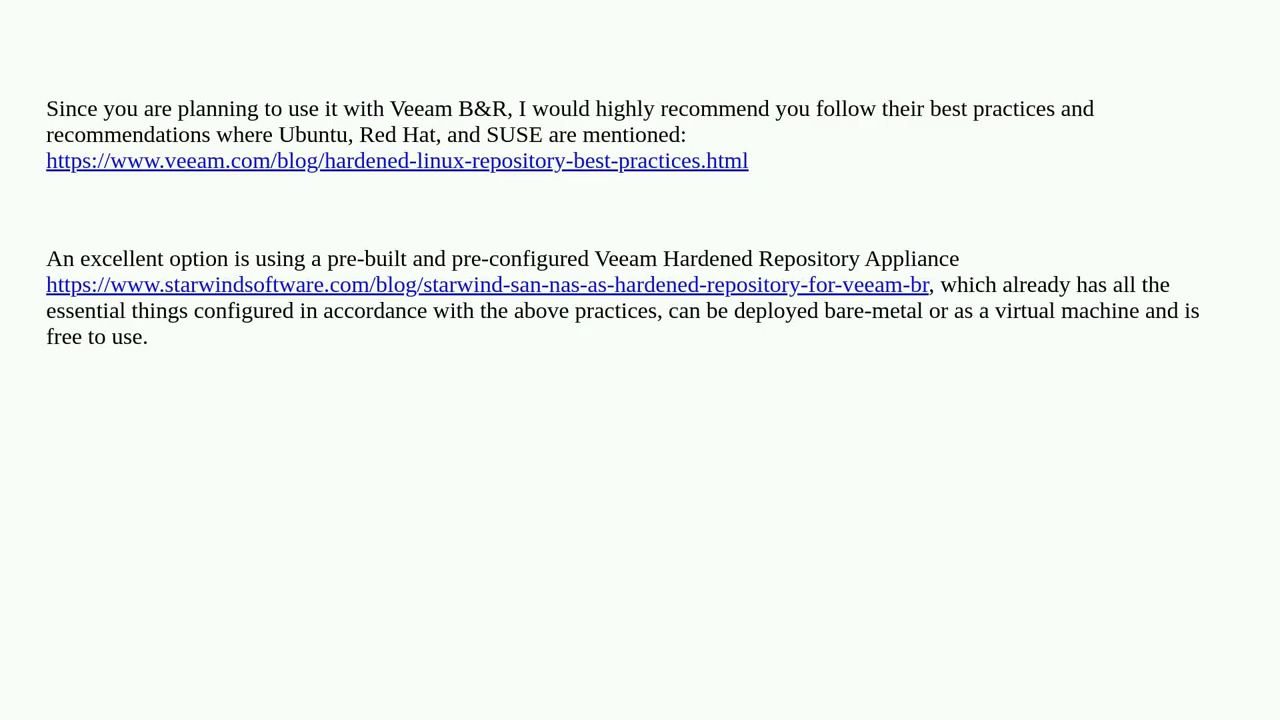 Since you are planning to use it with Veeam B&R, I would highly recommend you follow their best practices and
recommendations where Ubuntu, Red Hat, and SUSE are mentioned:
https://www.veeam.com/blog/hardened-linux-repository-best-practices.html
An excellent option is using a pre-built and pre-configured Veeam Hardened Repository Appliance
https://www.starwindsoftware.com/blog/starwind-san-nas-as-hardened-repository-for-veeam-br, which already has all the
essential things configured in accordance with the above practices, can be deployed bare-metal or as a virtual machine and is
free to use.